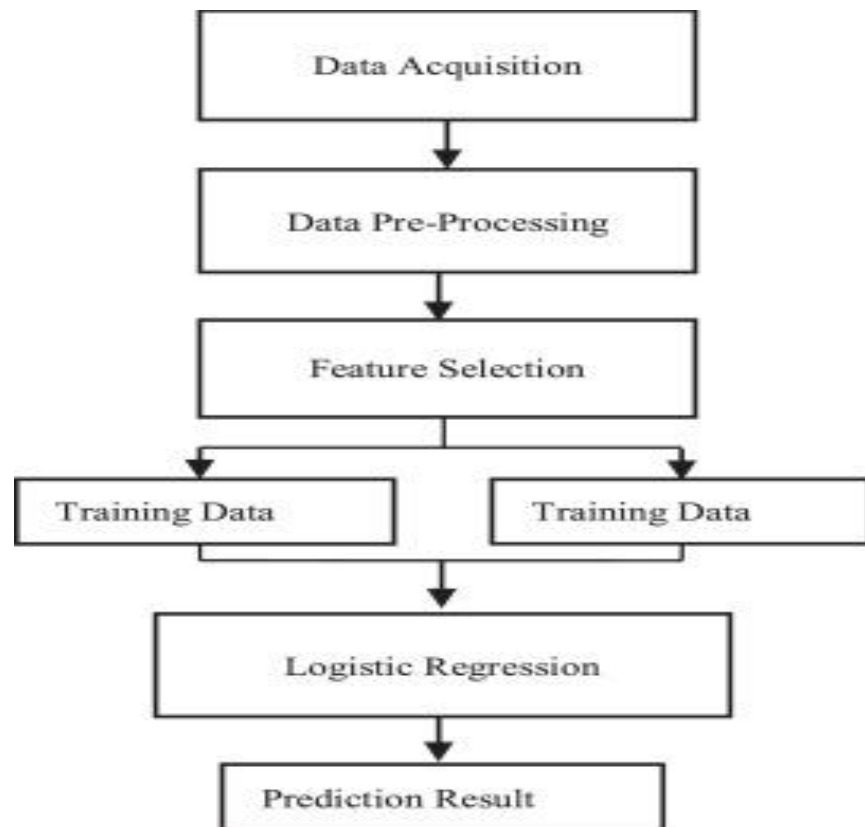 Data Acquisition
Data Pre-Processing
Feature Selection
Training Data
Training Data
Logistic Regression
Prediction Result